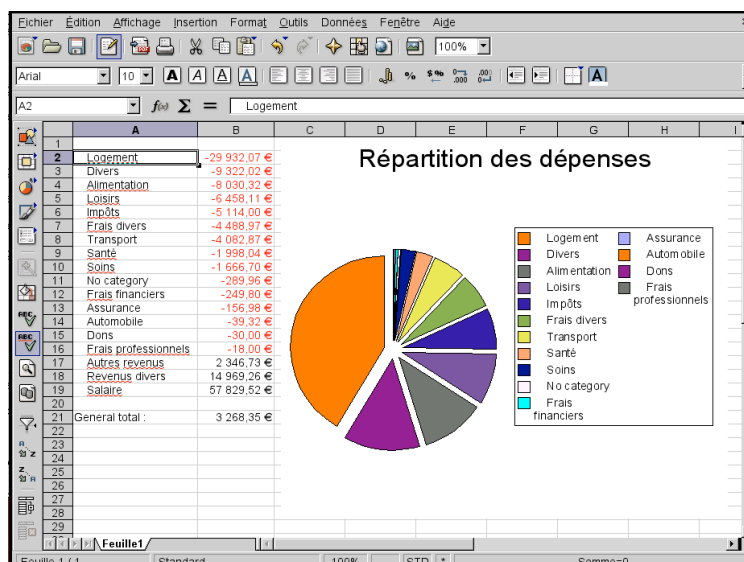 Fichier Édition Affichage Insertion Format Outils Données Fenêtre Aide
100%
Arial 10 A A A A % $% 000 .000 .00 0 A
A2 f(x) Σ = Logement
A B C D E F G H I
1
2 Logement -29 932,07 €
3 Divers -9 322,02 €
4 Alimentation -8 030,32 €
5 Loisirs -6 458,11 €
6 Impôts -5 114,00 €
7 Frais divers -4 488,97 €
8 Transport -4 082,87 €
9 Santé -1 998,04 €
10 Soins -1 666,70 €
11 No category -289,96 €
12 Frais financiers -249,80 €
13 Assurance -156,98 €
14 Automobile -39,32 €
15 Dons -30,00 €
16 Frais professionnels -18,00 €
17 Autres revenus 2 346,73 €
18 Revenus divers 14 969,26 €
19 Salaire 57 829,52 €
20
21 General total : 3 268,35 €
22
23
24
25
26
27
28
29
Répartition des dépenses
Logement
Divers
Alimentation
Loisirs
Impôts
Frais divers
Transport
Santé
Soins
No category
Frais
financiers
Assurance
Automobile
Dons
Frais
professionnels
ABC
ABC
A Z
Z A
Feuille1
Feuille 1 / 1 Standard 100% STD * Somme=0